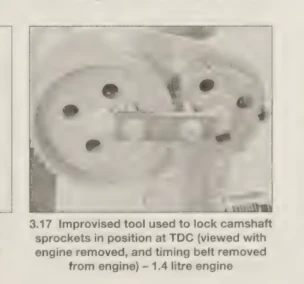 3.17 Improvised tool used to lock camshaft
sprockets in position at TDC (viewed with
engine removed, and timing belt removed
from engine) – 1.4 litre engine